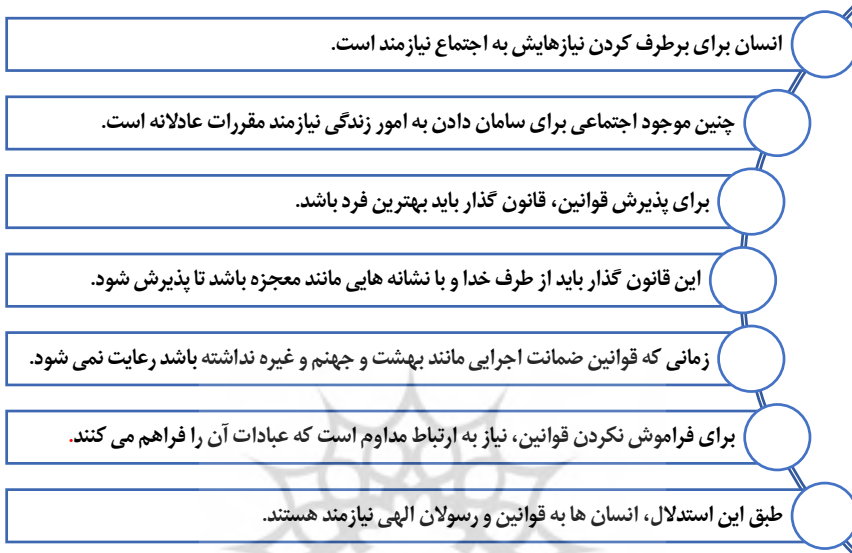 انسان برای برطرف کردن نیازهایش به اجتماع نیازمند است.
چنین موجود اجتماعی برای سامان دادن به امور زندگی نیازمند مقررات عادلانه است.
برای پذیرش قوانین، قانون گذار باید بهترین فرد باشد.
این قانون گذار باید از طرف خدا و با نشانه هایی مانند معجزه باشد تا پذیرش شود.
زمانی که قوانین ضمانت اجرایی مانند بهشت و جهنم و غیره نداشته باشد رعایت نمی شود.
برای فراموش نکردن قوانین، نیاز به ارتباط مداوم است که عبادات آن را فراهم می کنند.
طبق این استدلال، انسان ها به قوانین و رسولان الهی نیازمند هستند.